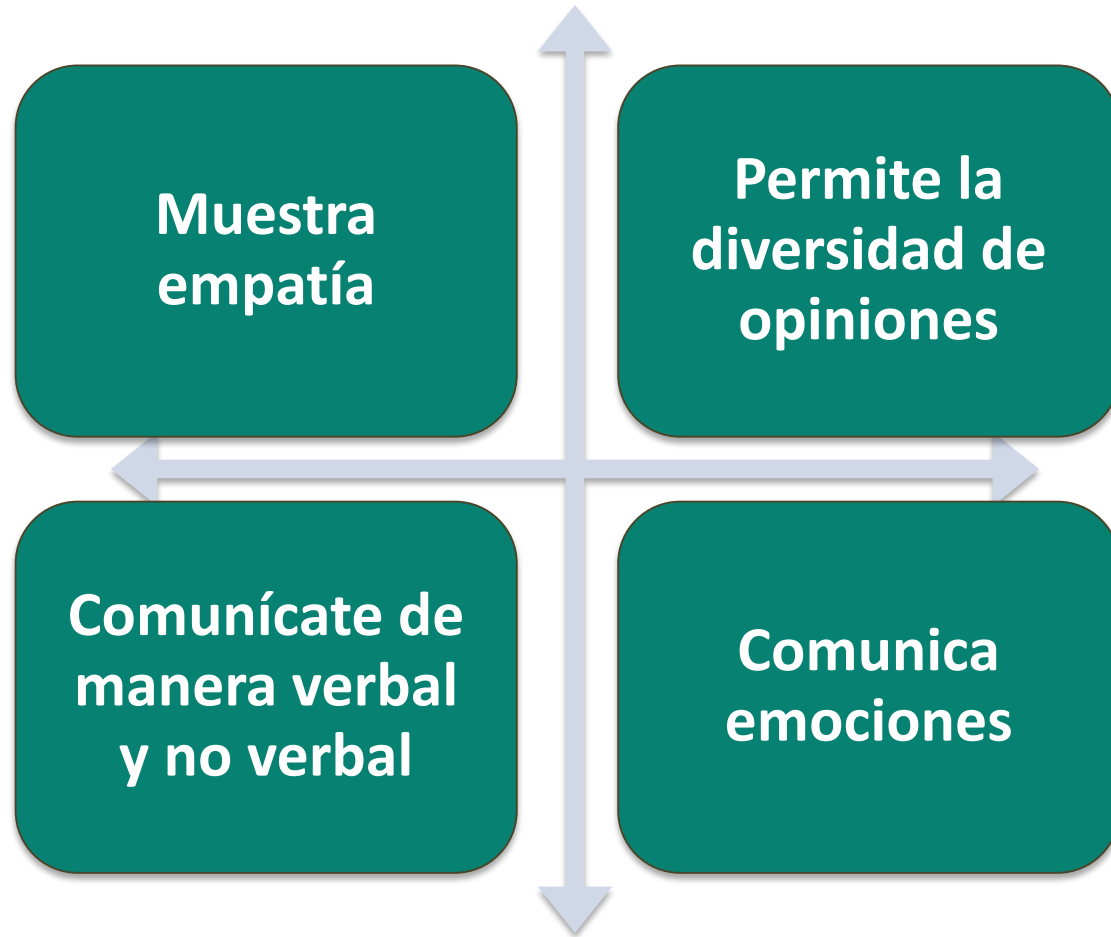 Muestra
empatía
Permite la
diversidad de
opiniones
Comunícate de
manera verbal
y no verbal
Comunica
emociones